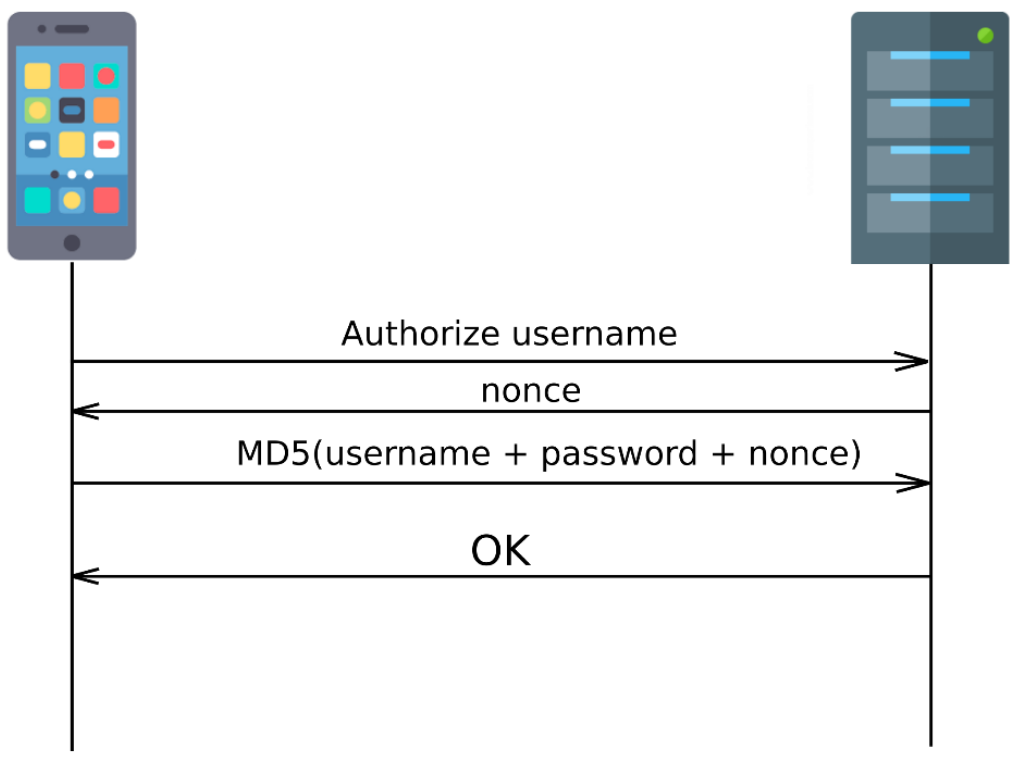 Authorize username
nonce
MD5(username + password + nonce)
OK